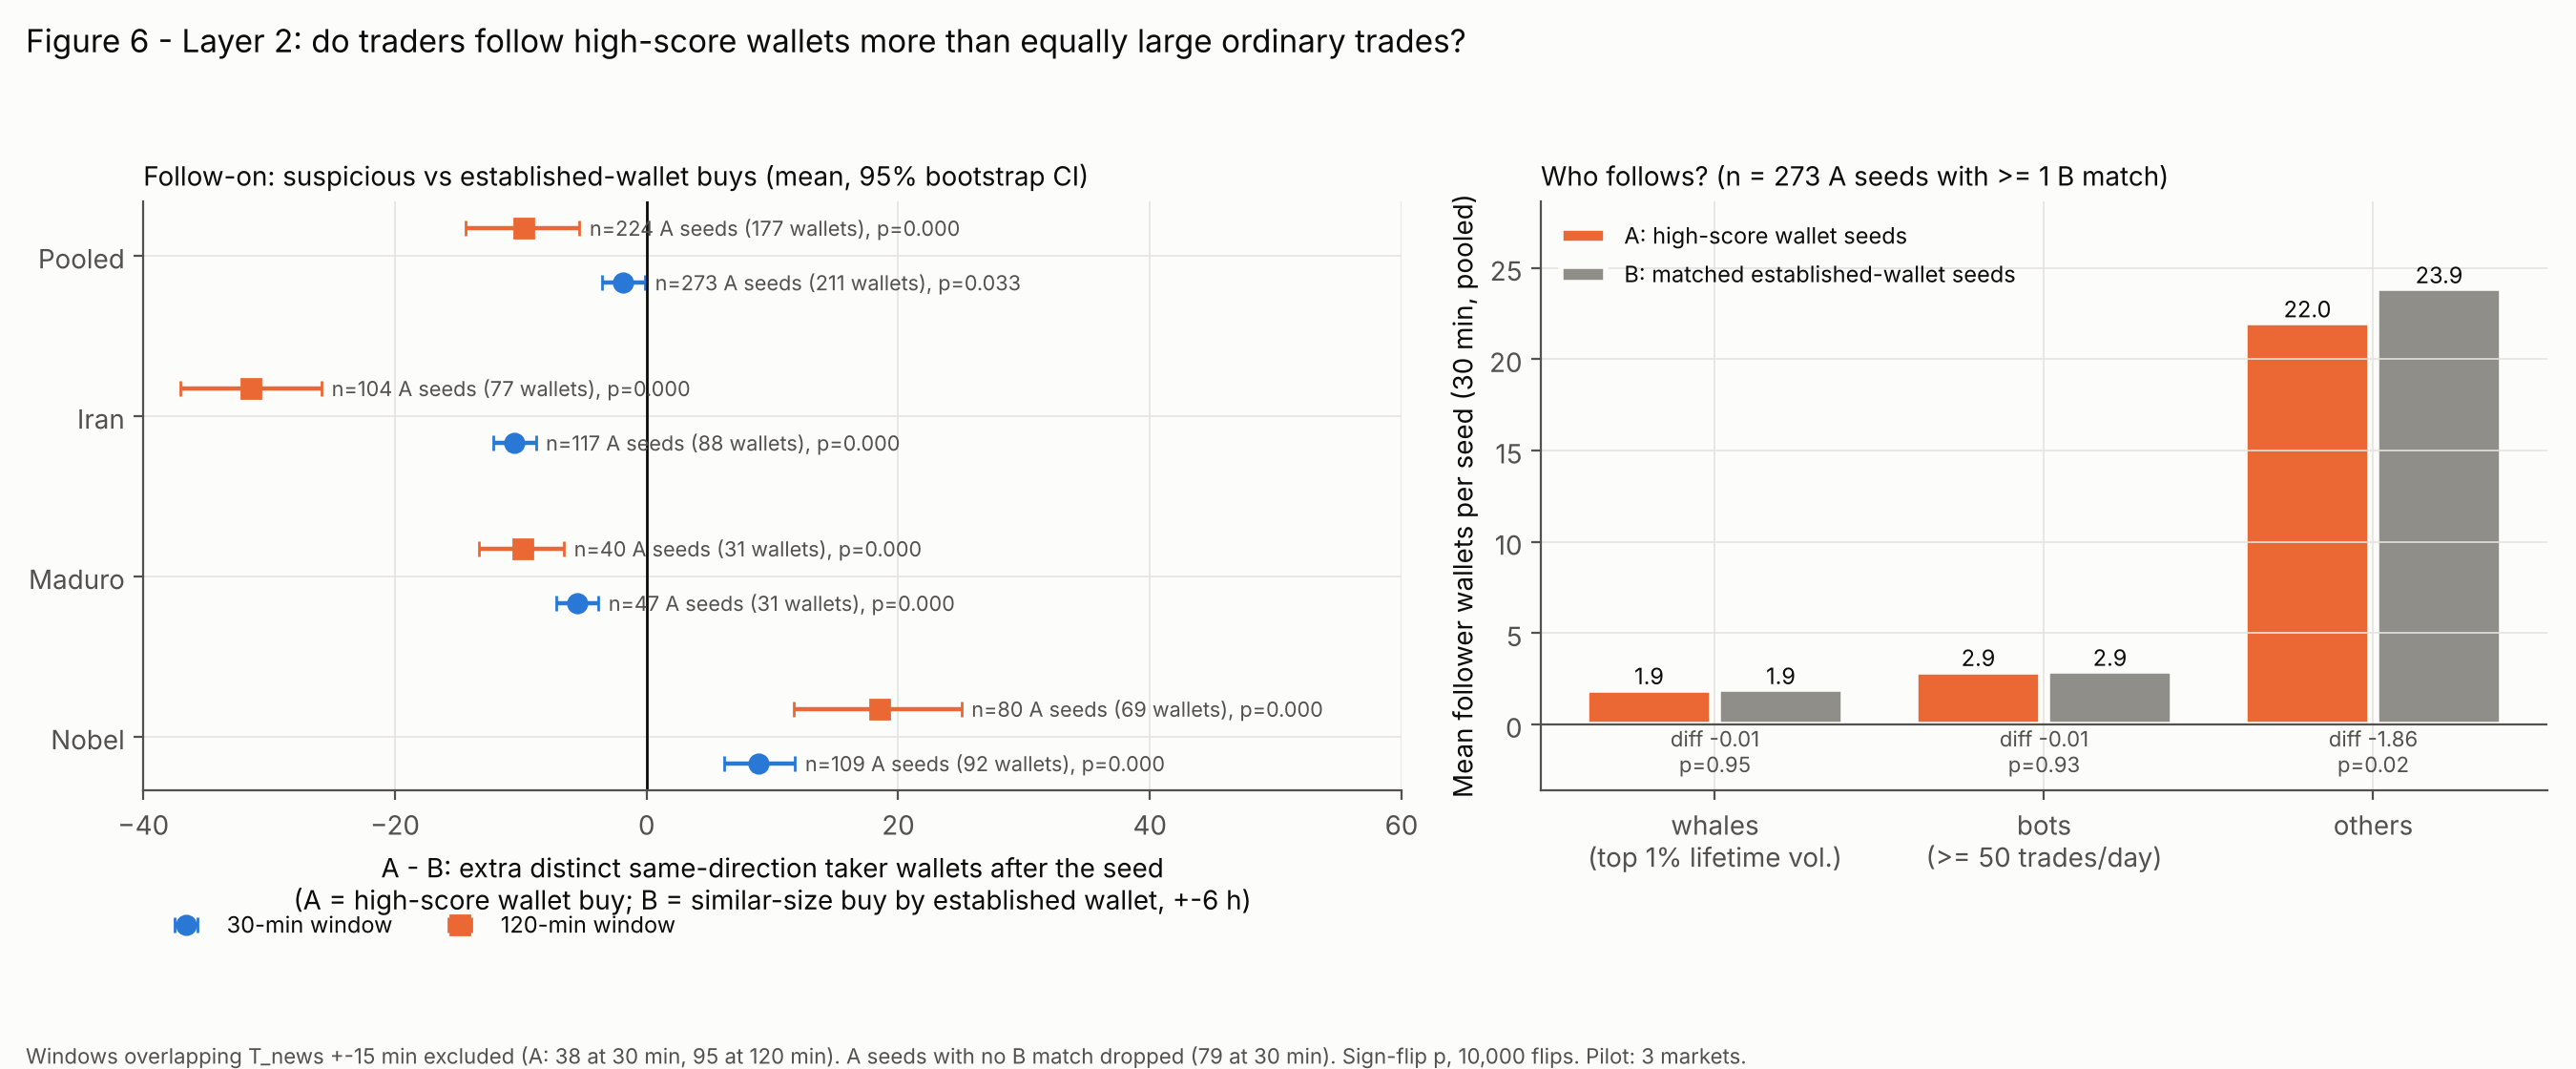 Figure 6 - Layer 2: do traders follow high-score wallets more than equally large ordinary trades?
Follow-on: suspicious vs established-wallet buys (mean, 95% bootstrap CI)
Pooled
n=224 A seeds (177 wallets), p=0.000
n=273 A seeds (211 wallets), p=0.033
Iran
n=104 A seeds (77 wallets), p=0.000
n=117 A seeds (88 wallets), p=0.000
Maduro
n=40 A seeds (31 wallets), p=0.000
n=47 A seeds (31 wallets), p=0.000
Nobel
n=80 A seeds (69 wallets), p=0.000
n=109 A seeds (92 wallets), p=0.000
−40 −20 0 20 40 60
A - B: extra distinct same-direction taker wallets after the seed
(A = high-score wallet buy; B = similar-size buy by established wallet, +-6 h)
30-min window 120-min window
Who follows? (n = 273 A seeds with >= 1 B match)
Mean follower wallets per seed (30 min, pooled)
A: high-score wallet seeds
B: matched established-wallet seeds
25
20
15
10
5
0
1.9 1.9 2.9 2.9 22.0 23.9
diff -0.01 diff -0.01 diff -1.86
p=0.95 p=0.93 p=0.02
whales bots others
(top 1% lifetime vol.) (>= 50 trades/day)
Windows overlapping T_news +-15 min excluded (A: 38 at 30 min, 95 at 120 min). A seeds with no B match dropped (79 at 30 min). Sign-flip p, 10,000 flips. Pilot: 3 markets.